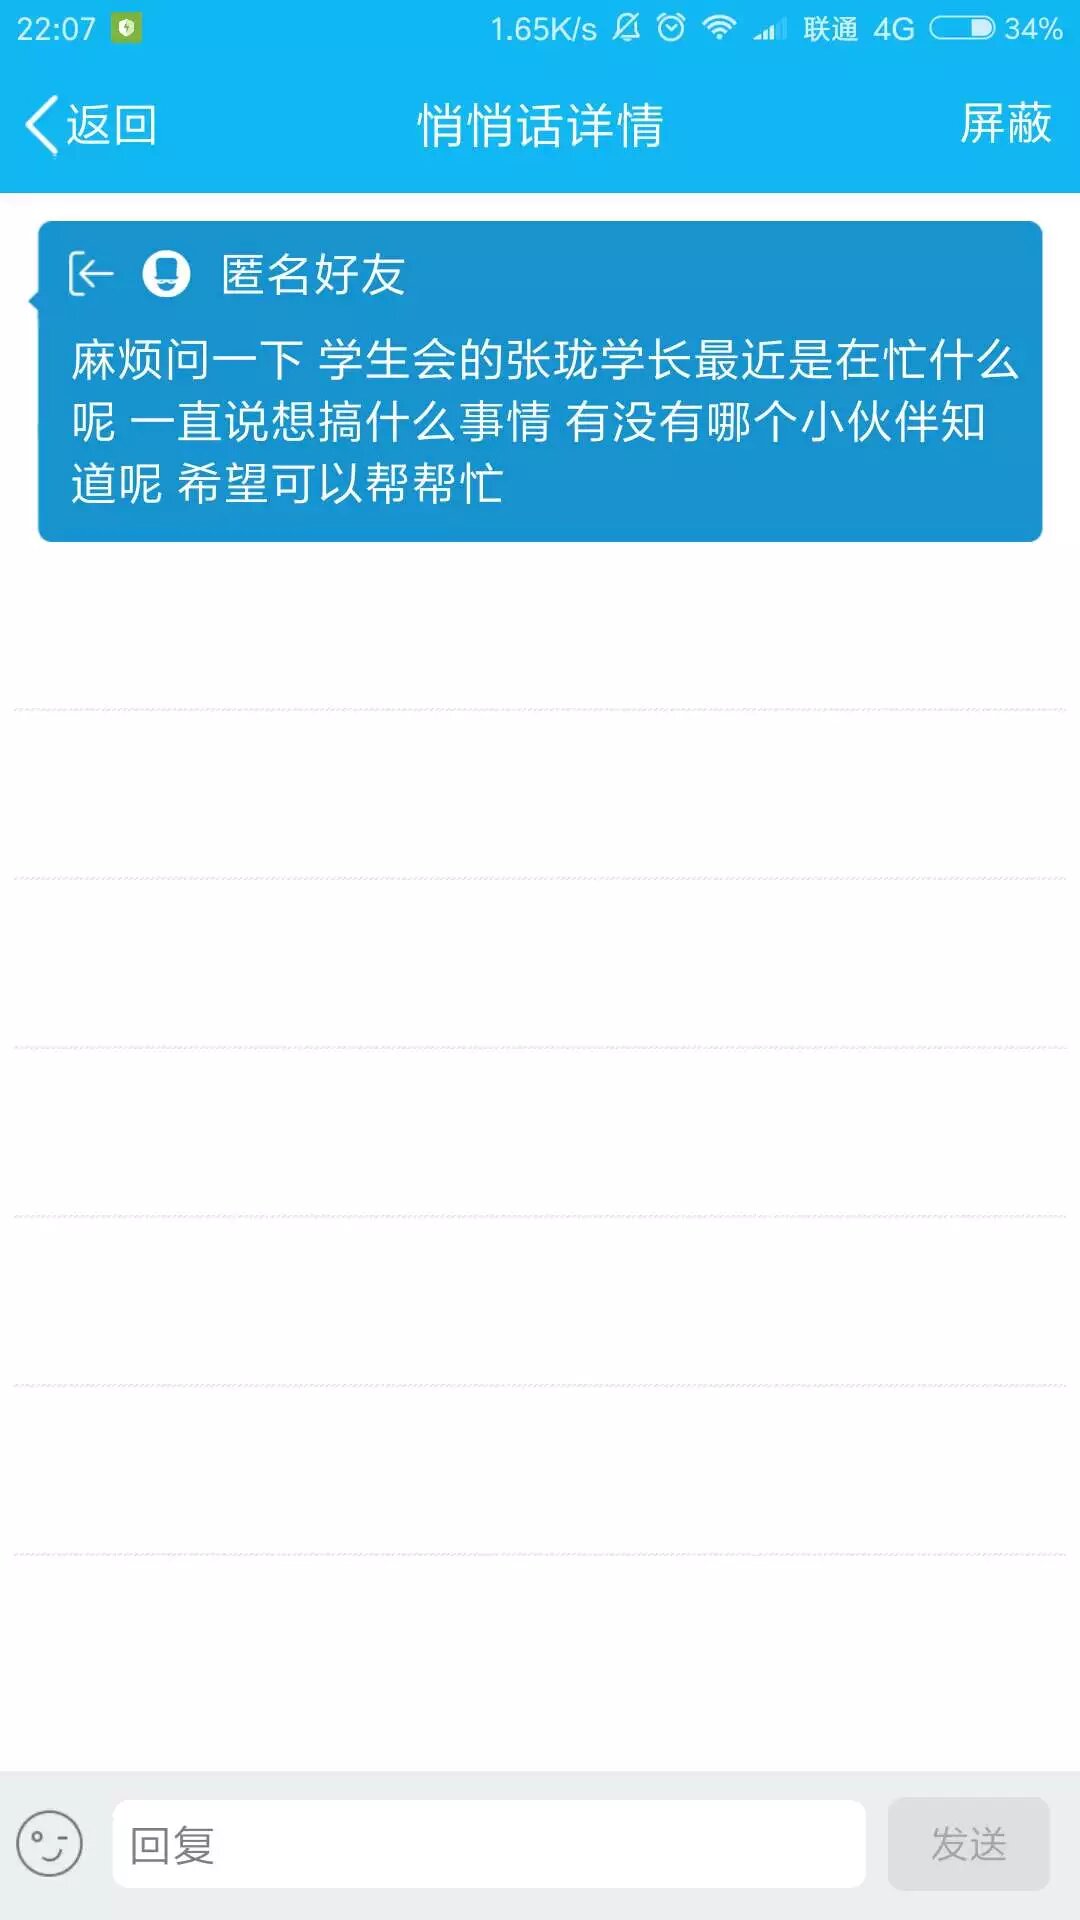 22:07 1.65K/s 联通 4G 34%
返回 悄悄话详情 屏蔽
匿名好友
麻烦问一下 学生会的张珑学长最近是在忙什么
呢 一直说想搞什么事情 有没有哪个小伙伴知
道呢 希望可以帮帮忙
回复 发送